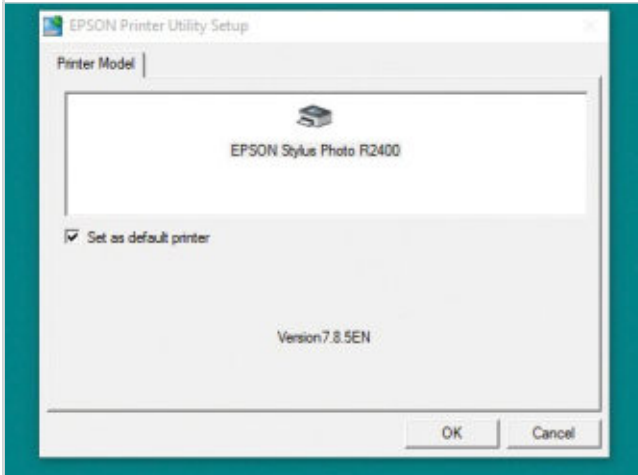 EPSON Printer Utility Setup
Printer Model
EPSON Stylus Photo R2400
Set as default printer
Version7.8.5EN
OK Cancel